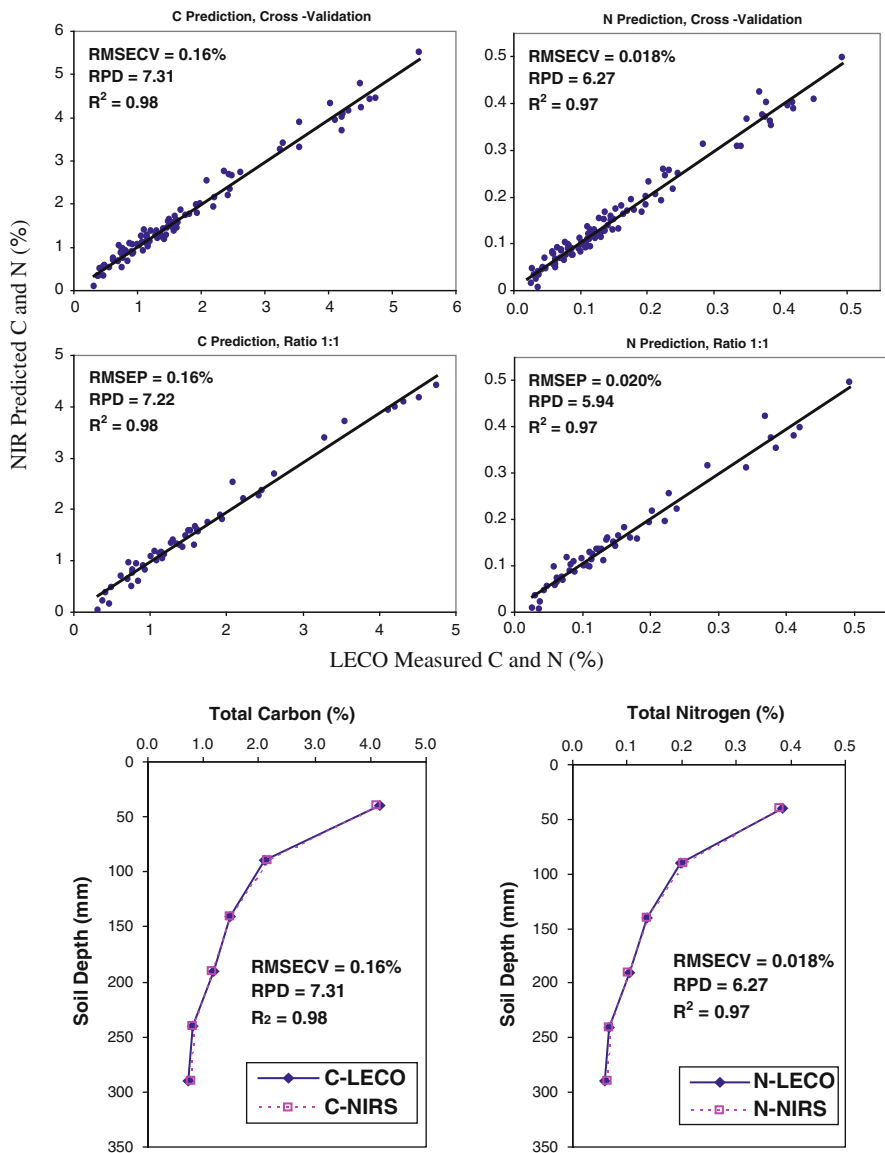 C Prediction, Cross -Validation
RMSECV = 0.16%
RPD = 7.31
R² = 0.98
6
5
4
3
2
1
0
0 1 2 3 4 5 6
N Prediction, Cross -Validation
RMSECV = 0.018%
RPD = 6.27
R² = 0.97
0.5
0.4
0.3
0.2
0.1
0
0.0 0.1 0.2 0.3 0.4 0.5
NIR Predicted C and N (%)
C Prediction, Ratio 1:1
RMSEP = 0.16%
RPD = 7.22
R² = 0.98
5
4
3
2
1
0
0 1 2 3 4 5
N Prediction, Ratio 1:1
RMSEP = 0.020%
RPD = 5.94
R² = 0.97
0.5
0.4
0.3
0.2
0.1
0
0.0 0.1 0.2 0.3 0.4 0.5
LECO Measured C and N (%)
Total Carbon (%)
0.0 1.0 2.0 3.0 4.0 5.0
0
50
100
150
200
250
300
350
Soil Depth (mm)
RMSECV = 0.16%
RPD = 7.31
R2 = 0.98
C-LECO
C-NIRS
Total Nitrogen (%)
0.0 0.1 0.2 0.3 0.4 0.5
0
50
100
150
200
250
300
350
Soil Depth (mm)
RMSECV = 0.018%
RPD = 6.27
R² = 0.97
N-LECO
N-NIRS